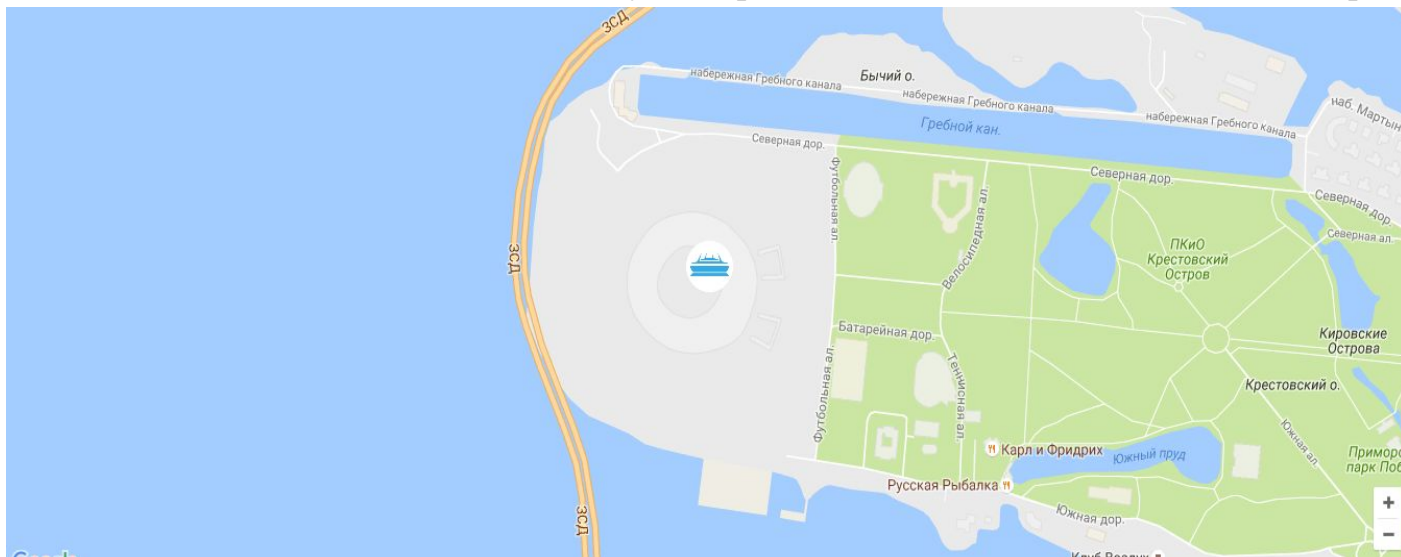 ЗСД
набережная Гребного канала
Бычий о.
набережная Гребного канала
набережная Гребного канала
наб. Мартын
Гребной кан.
Северная дор.
Северная дор.
Северная дор.
Северная ал.
Футбольная ал.
Велосипедная ал.
ПКиО
Крестовский
Остров
ЗСД
Батарейная дор.
Кировские
Острова
Теннисная ал.
Футбольная ал.
Крестовский о.
Южная ал.
Карл и Фридрих
Южный пруд
Приморс
парк Поб
Русская Рыбалка
+
−
ЗСД
Южная дор.